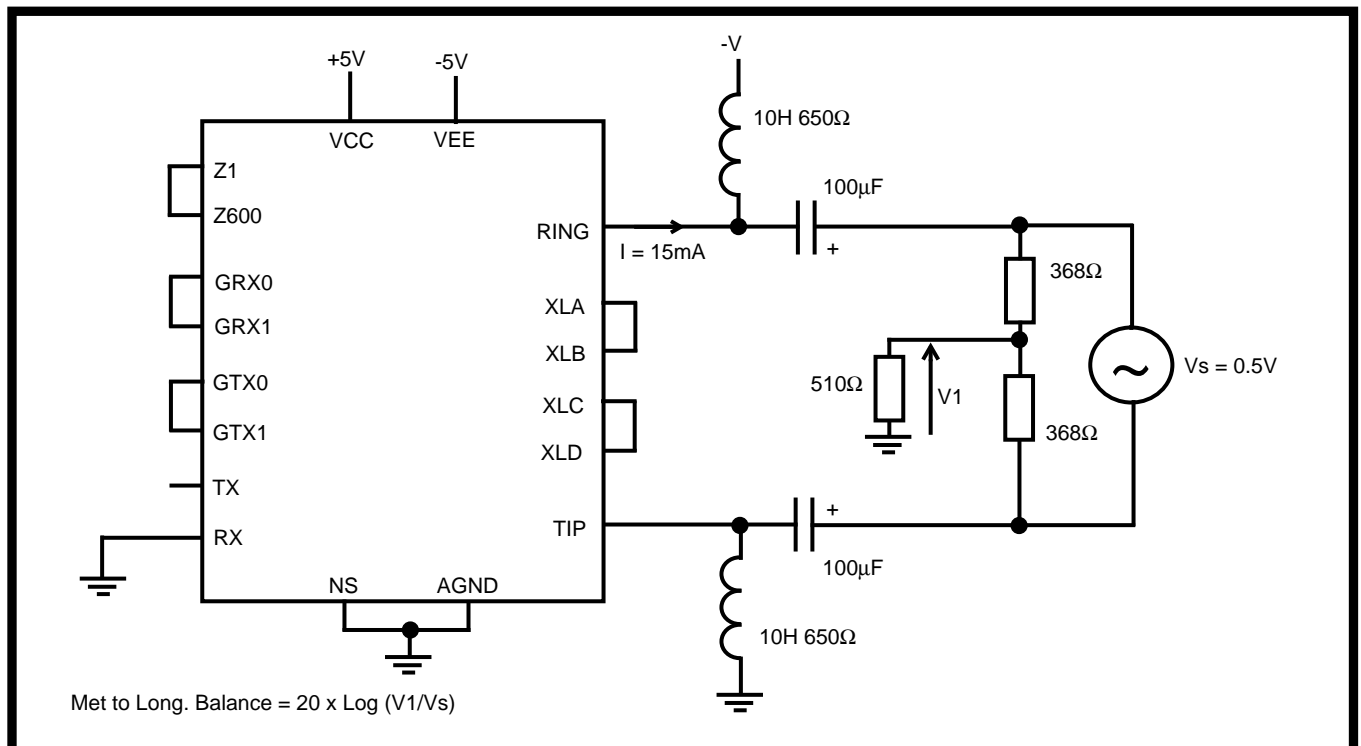 -V
+5V
-5V
10H 650Ω
VCC
VEE
Z1
Z600
100μF
RING
+
I = 15mA
368Ω
GRX0
GRX1
XLA
XLB
Vs = 0.5V
GTX0
GTX1
510Ω
V1
XLC
XLD
368Ω
TX
RX
TIP
+
100μF
NS
AGND
10H 650Ω
Met to Long. Balance = 20 x Log (V1/Vs)